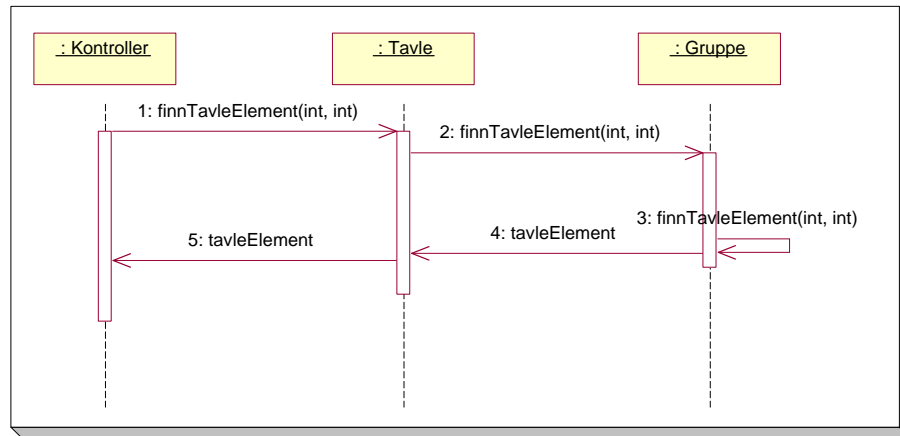 : Kontroller
: Tavle
: Gruppe
1: finnTavleElement(int, int)
2: finnTavleElement(int, int)
3: finnTavleElement(int, int)
4: tavleElement
5: tavleElement